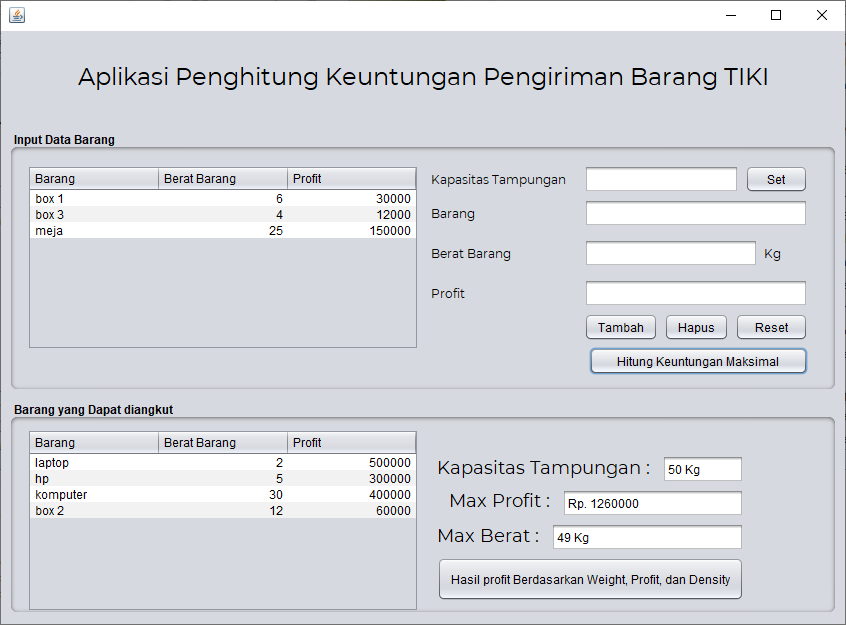 Aplikasi Penghitung Keuntungan Pengiriman Barang TIKI
Input Data Barang
Barang Berat Barang Profit
box 1 6 30000
box 3 4 12000
meja 25 150000
Kapasitas Tampungan Set
Barang
Berat Barang Kg
Profit
Tambah Hapus Reset
Hitung Keuntungan Maksimal
Barang yang Dapat diangkut
Barang Berat Barang Profit
laptop 2 500000
hp 5 300000
komputer 30 400000
box 2 12 60000
Kapasitas Tampungan : 50 Kg
Max Profit : Rp. 1260000
Max Berat : 49 Kg
Hasil profit Berdasarkan Weight, Profit, dan Density